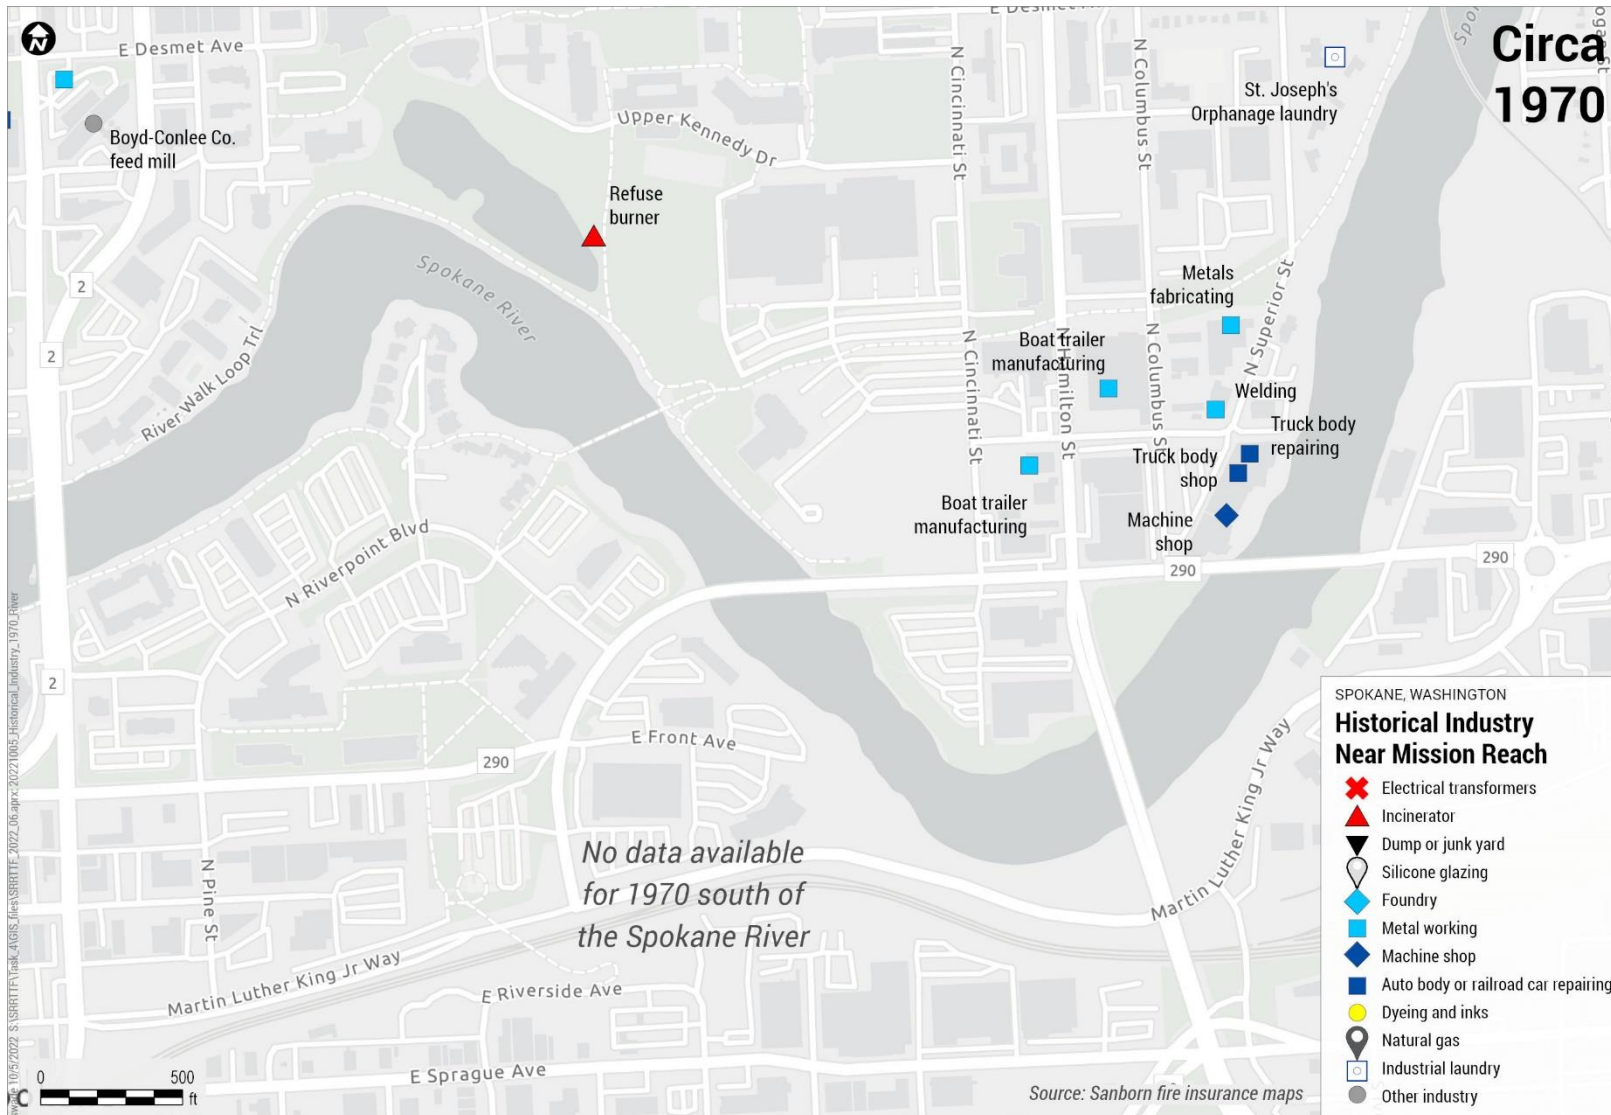 N
E Desmet Ave
E Desmet
N Cincinnati St
N Columbus St
Circa
1970
St. Joseph's
Orphanage laundry
Boyd-Conlee Co.
feed mill
Upper Kennedy Dr
Refuse
burner
Spokane River
2
2
River Walk Loop Trl
Metals
fabricating
N Superior St
Boat trailer
manufacturing
N Cincinnati St
N Hamilton St
N Columbus St
Welding
Truck body
repairing
Truck body
shop
Boat trailer
manufacturing
Machine
shop
290
290
N Riverpoint Blvd
2
E Front Ave
290
N Pine St
No data available
for 1970 south of
the Spokane River
Martin Luther King Jr Way
Martin Luther King Jr Way
E Riverside Ave
E Sprague Ave
0 500
ft
Source: Sanborn fire insurance maps
SPOKANE, WASHINGTON
Historical Industry
Near Mission Reach
Electrical transformers
Incinerator
Dump or junk yard
Silicone glazing
Foundry
Metal working
Machine shop
Auto body or railroad car repairing
Dyeing and inks
Natural gas
Industrial laundry
Other industry